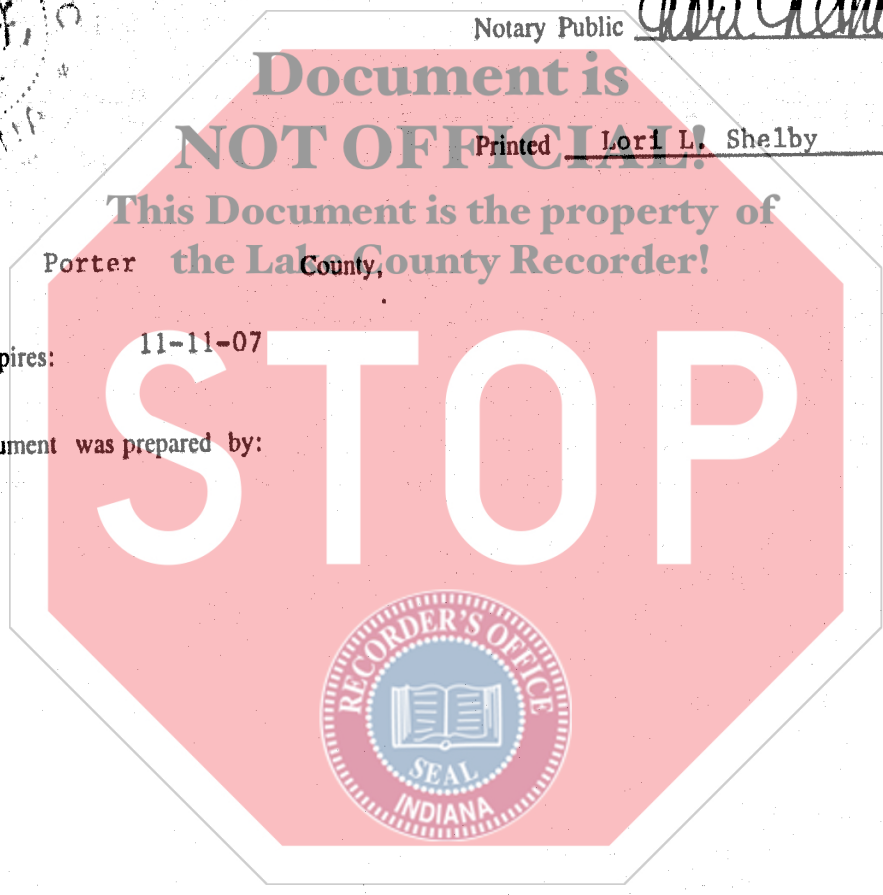 Notary Public
Document is
NOT OFFICIAL!
Printed Lori L. Shelby
This Document is the property of
the Lake County Recorder!
Porter County,
pires: 11-11-07
ument was prepared by:
STOP
RECORDER'S OFFICE
SEAL
INDIANA